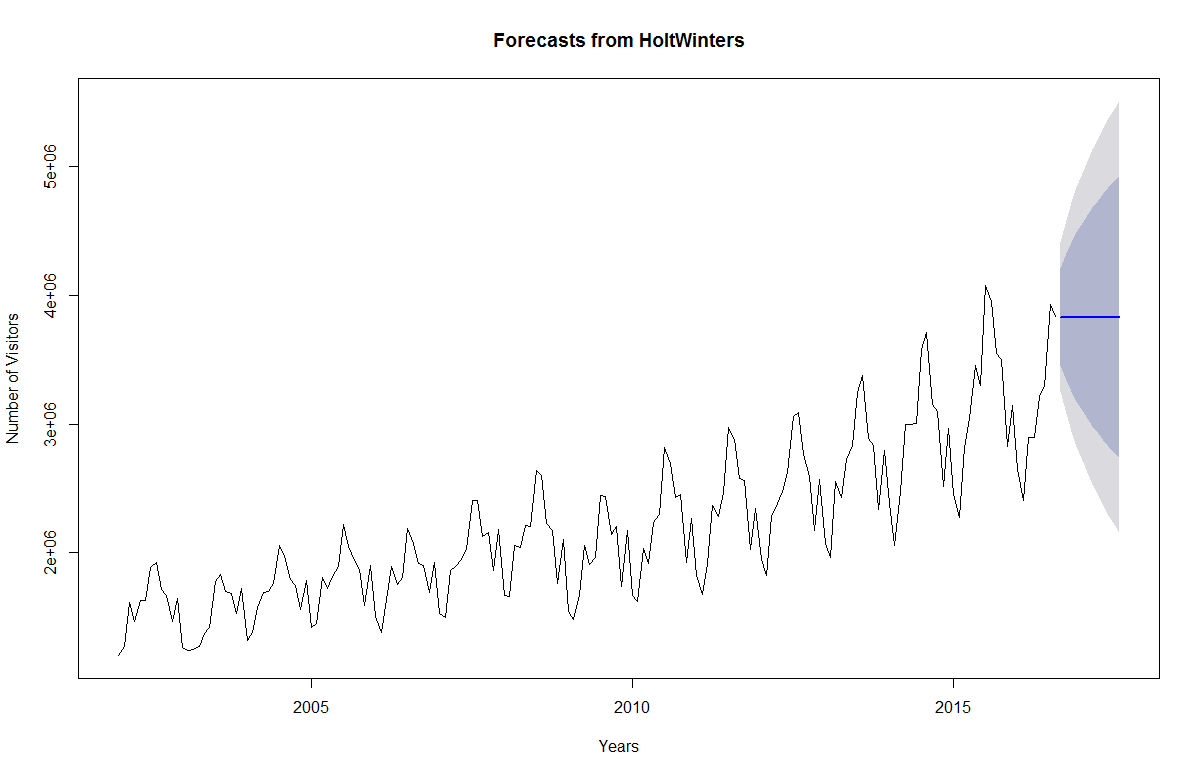 Forecasts from HoltWinters
Number of Visitors
5e+06
4e+06
3e+06
2e+06
2005
2010
2015
Years